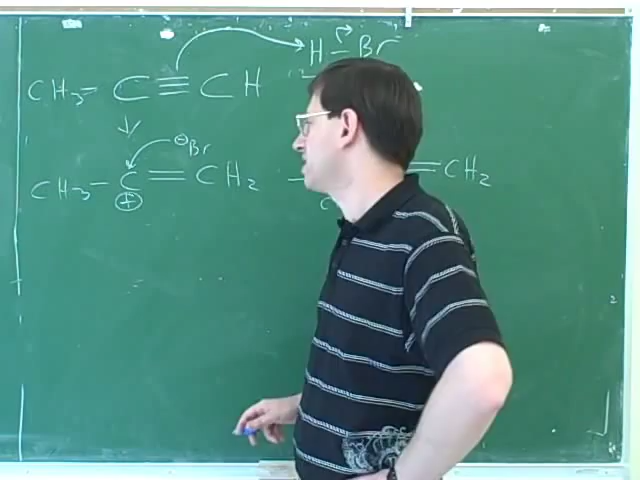 H–Br
CH₃–C≡CH
⊖Br
CH₃–C=CH₂ =CH₂
⊕ C